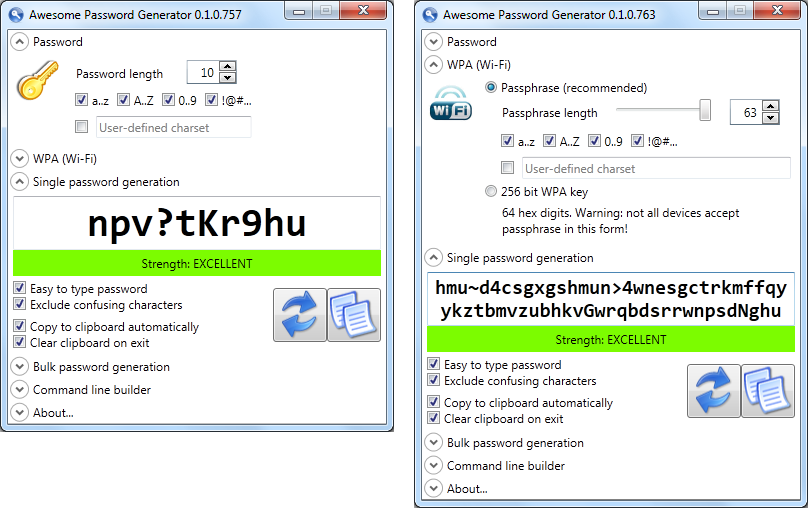 Awesome Password Generator 0.1.0.757
Password
Password length 10
a..z A..Z 0..9 !@#...
User-defined charset
WPA (Wi-Fi)
Single password generation
npv?tKr9hu
Strength: EXCELLENT
Easy to type password
Exclude confusing characters
Copy to clipboard automatically
Clear clipboard on exit
Bulk password generation
Command line builder
About...
Awesome Password Generator 0.1.0.763
Password
WPA (Wi-Fi)
Wi Fi
Passphrase (recommended)
Passphrase length 63
a..z A..Z 0..9 !@#...
User-defined charset
256 bit WPA key
64 hex digits. Warning: not all devices accept
passphrase in this form!
Single password generation
hmu~d4csgxgshmun>4wnesgctrkmffqy
ykztbmvzubhkvGwrqbdsrrwnpsdNghu
Strength: EXCELLENT
Easy to type password
Exclude confusing characters
Copy to clipboard automatically
Clear clipboard on exit
Bulk password generation
Command line builder
About...